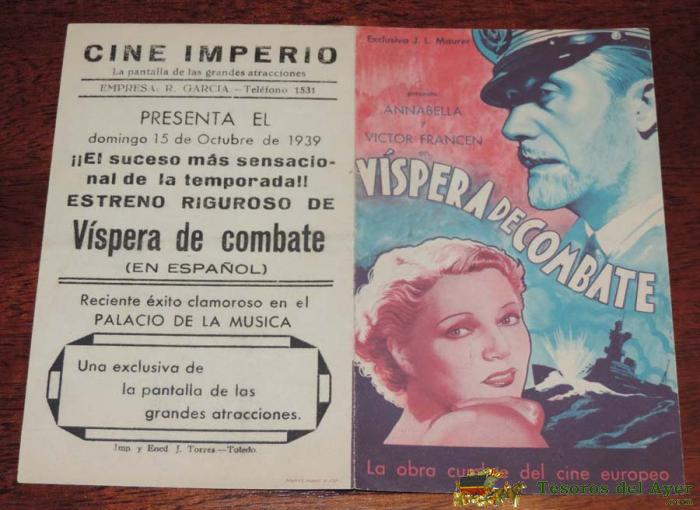 CINE IMPERIO
La pantalla de las grandes atracciones
EMPRESA: R. GARCIA.—Teléfono 1531
PRESENTA EL
domingo 15 de Octubre de 1939
¡¡El suceso más sensacio-
nal de la temporada!!
ESTRENO RIGUROSO DE
Víspera de combate
(EN ESPAÑOL)
Reciente éxito clamoroso en el
PALACIO DE LA MUSICA
Una exclusiva de
la pantalla de las
grandes atracciones.
Imp. y Encd. J. Torres—Toledo.
Exclusiva J. L. Maurer
presenta
ANNABELLA
y
VICTOR FRANCEN
en
VÍSPERA DE COMBATE
La obra cumbre del cine europeo
Tesoros del Ayer
.com